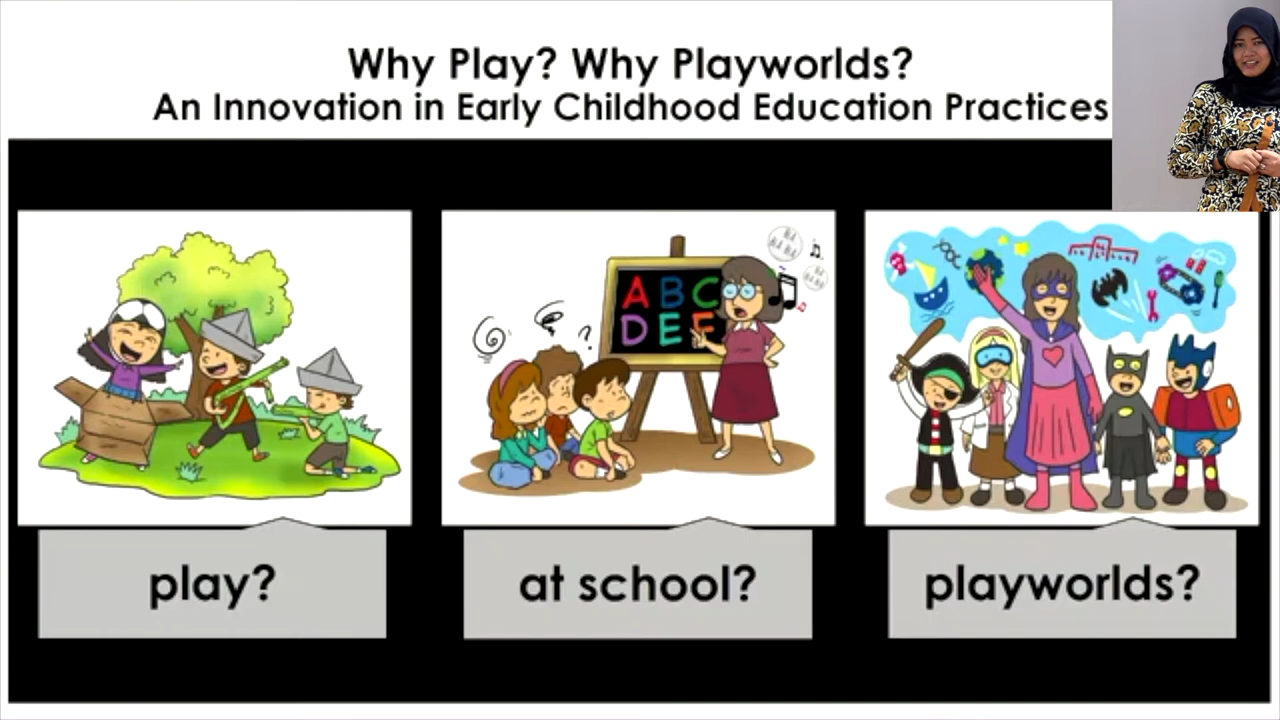 Why Play? Why Playworlds?
An Innovation in Early Childhood Education Practices
A B C
D E F
play?
at school?
playworlds?